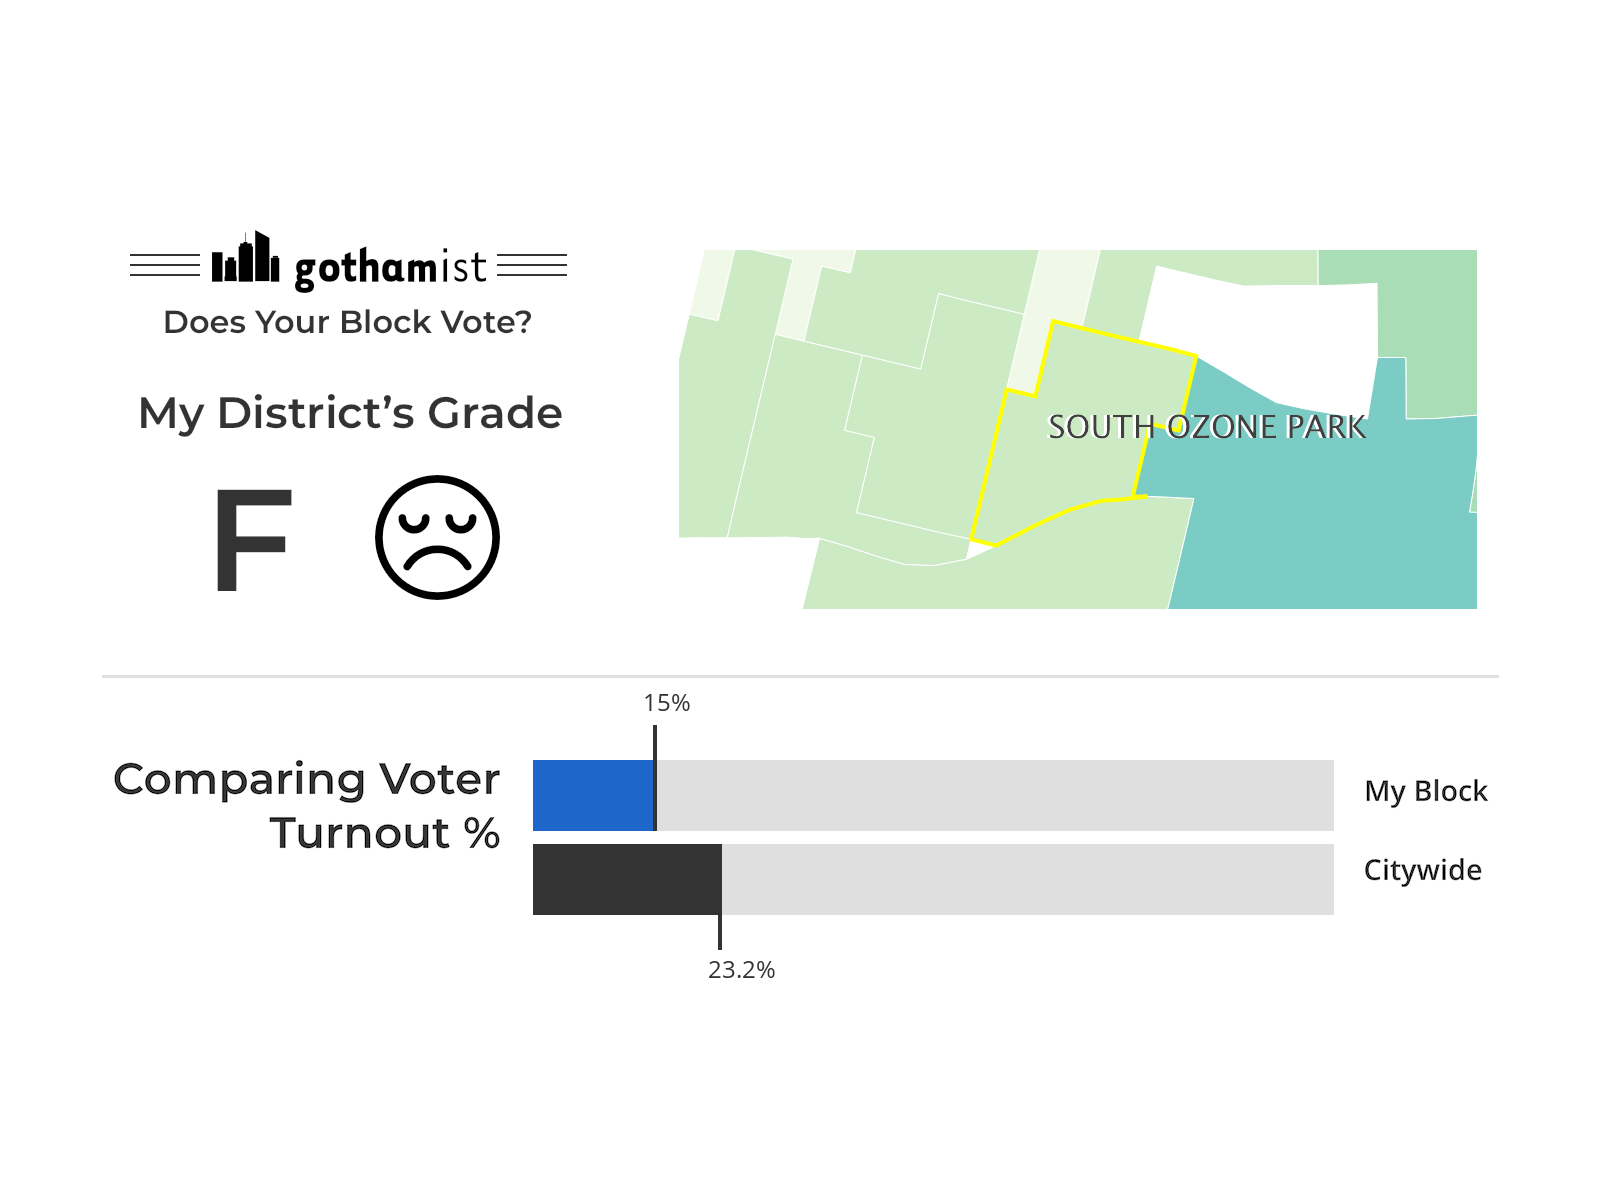 gothamist
Does Your Block Vote?
My District’s Grade
F
SOUTH OZONE PARK
15%
Comparing Voter
Turnout %
My Block
Citywide
23.2%